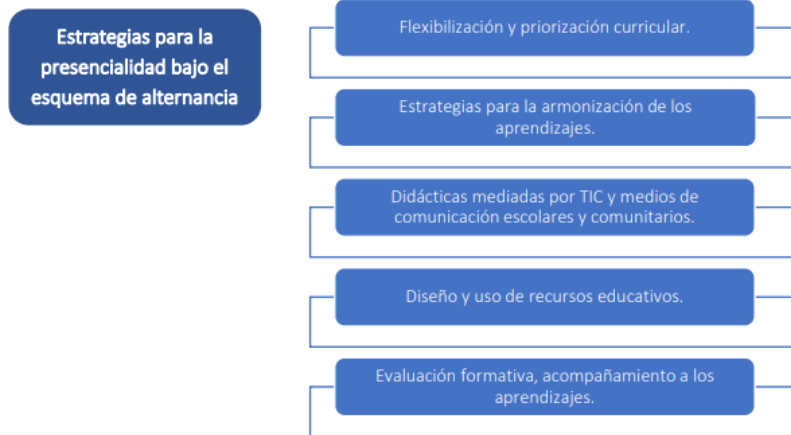 Estrategias para la
presencialidad bajo el
esquema de alternancia
Flexibilización y priorización curricular.
Estrategias para la armonización de los
aprendizajes.
Didácticas mediadas por TIC y medios de
comunicación escolares y comunitarios.
Diseño y uso de recursos educativos.
Evaluación formativa, acompañamiento a los
aprendizajes.